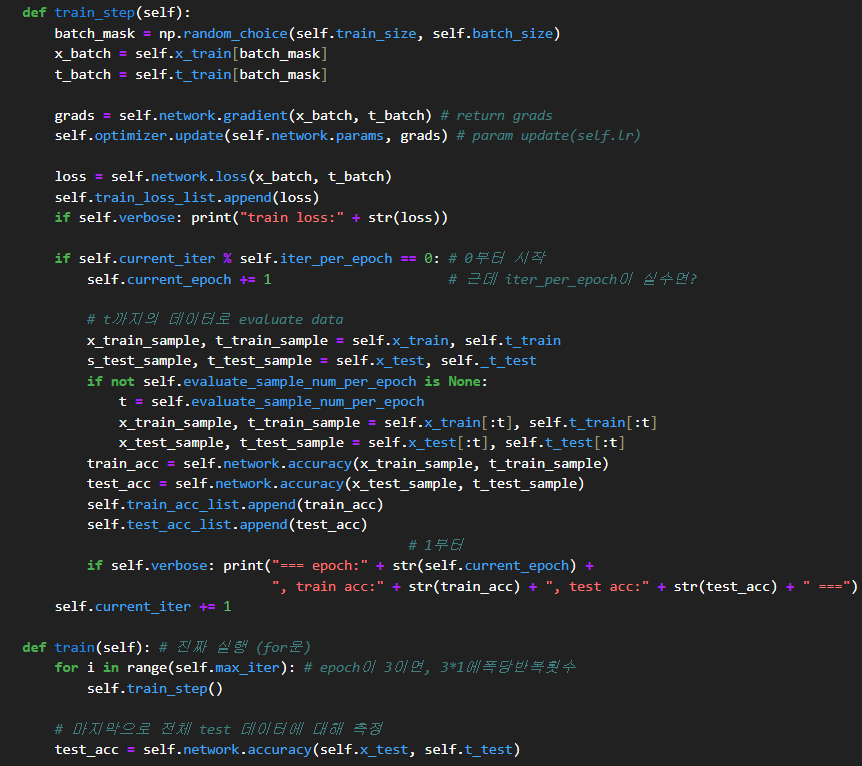 def train_step(self):
    batch_mask = np.random_choice(self.train_size, self.batch_size)
    x_batch = self.x_train[batch_mask]
    t_batch = self.t_train[batch_mask]

    grads = self.network.gradient(x_batch, t_batch) # return grads
    self.optimizer.update(self.network.params, grads) # param update(self.lr)

    loss = self.network.loss(x_batch, t_batch)
    self.train_loss_list.append(loss)
    if self.verbose: print("train loss:" + str(loss))

    if self.current_iter % self.iter_per_epoch == 0: # 0부터 시작
        self.current_epoch += 1                      # 근데 iter_per_epoch이 실수면?

        # t까지의 데이터로 evaluate data
        x_train_sample, t_train_sample = self.x_train, self.t_train
        s_test_sample, t_test_sample = self.x_test, self._t_test
        if not self.evaluate_sample_num_per_epoch is None:
            t = self.evaluate_sample_num_per_epoch
            x_train_sample, t_train_sample = self.x_train[:t], self.t_train[:t]
            x_test_sample, t_test_sample = self.x_test[:t], self.t_test[:t]
        train_acc = self.network.accuracy(x_train_sample, t_train_sample)
        test_acc = self.network.accuracy(x_test_sample, t_test_sample)
        self.train_acc_list.append(train_acc)
        self.test_acc_list.append(test_acc)
                                                # 1부터
        if self.verbose: print("=== epoch:" + str(self.current_epoch) +
                               ", train acc:" + str(train_acc) + ", test acc:" + str(test_acc) + " ===")
    self.current_iter += 1

def train(self): # 진짜 실행 (for문)
    for i in range(self.max_iter): # epoch이 3이면, 3*1에폭당반복횟수
        self.train_step()

    # 마지막으로 전체 test 데이터에 대해 측정
    test_acc = self.network.accuracy(self.x_test, self.t_test)